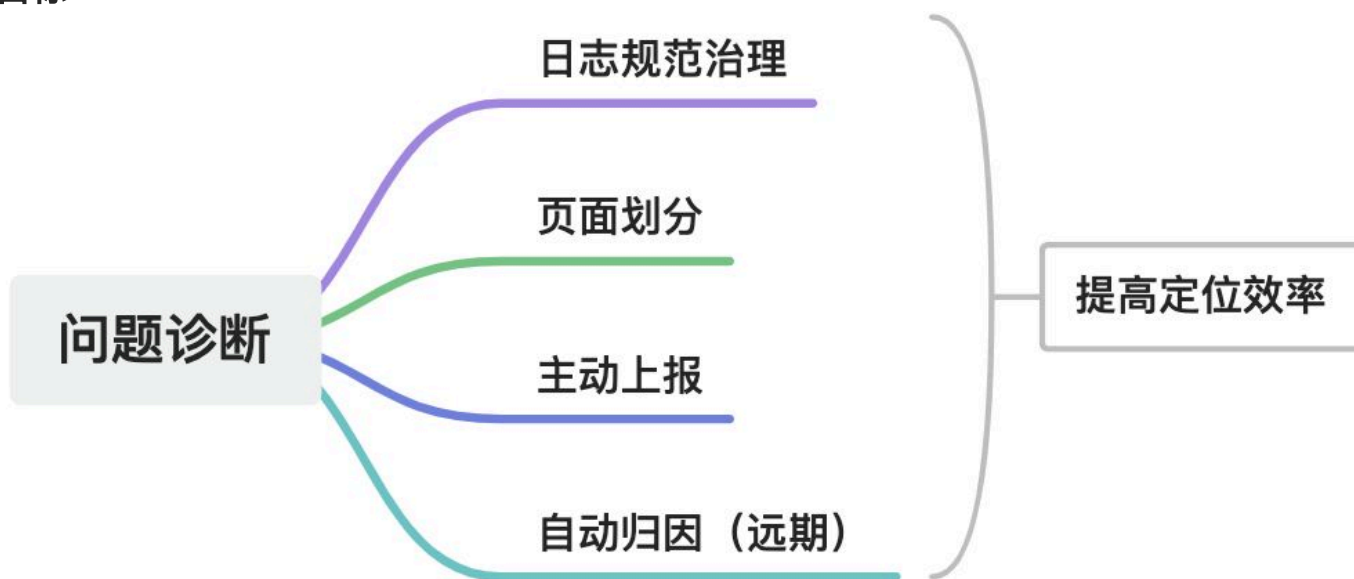 日志规范治理
页面划分
问题诊断
提高定位效率
主动上报
自动归因（远期）